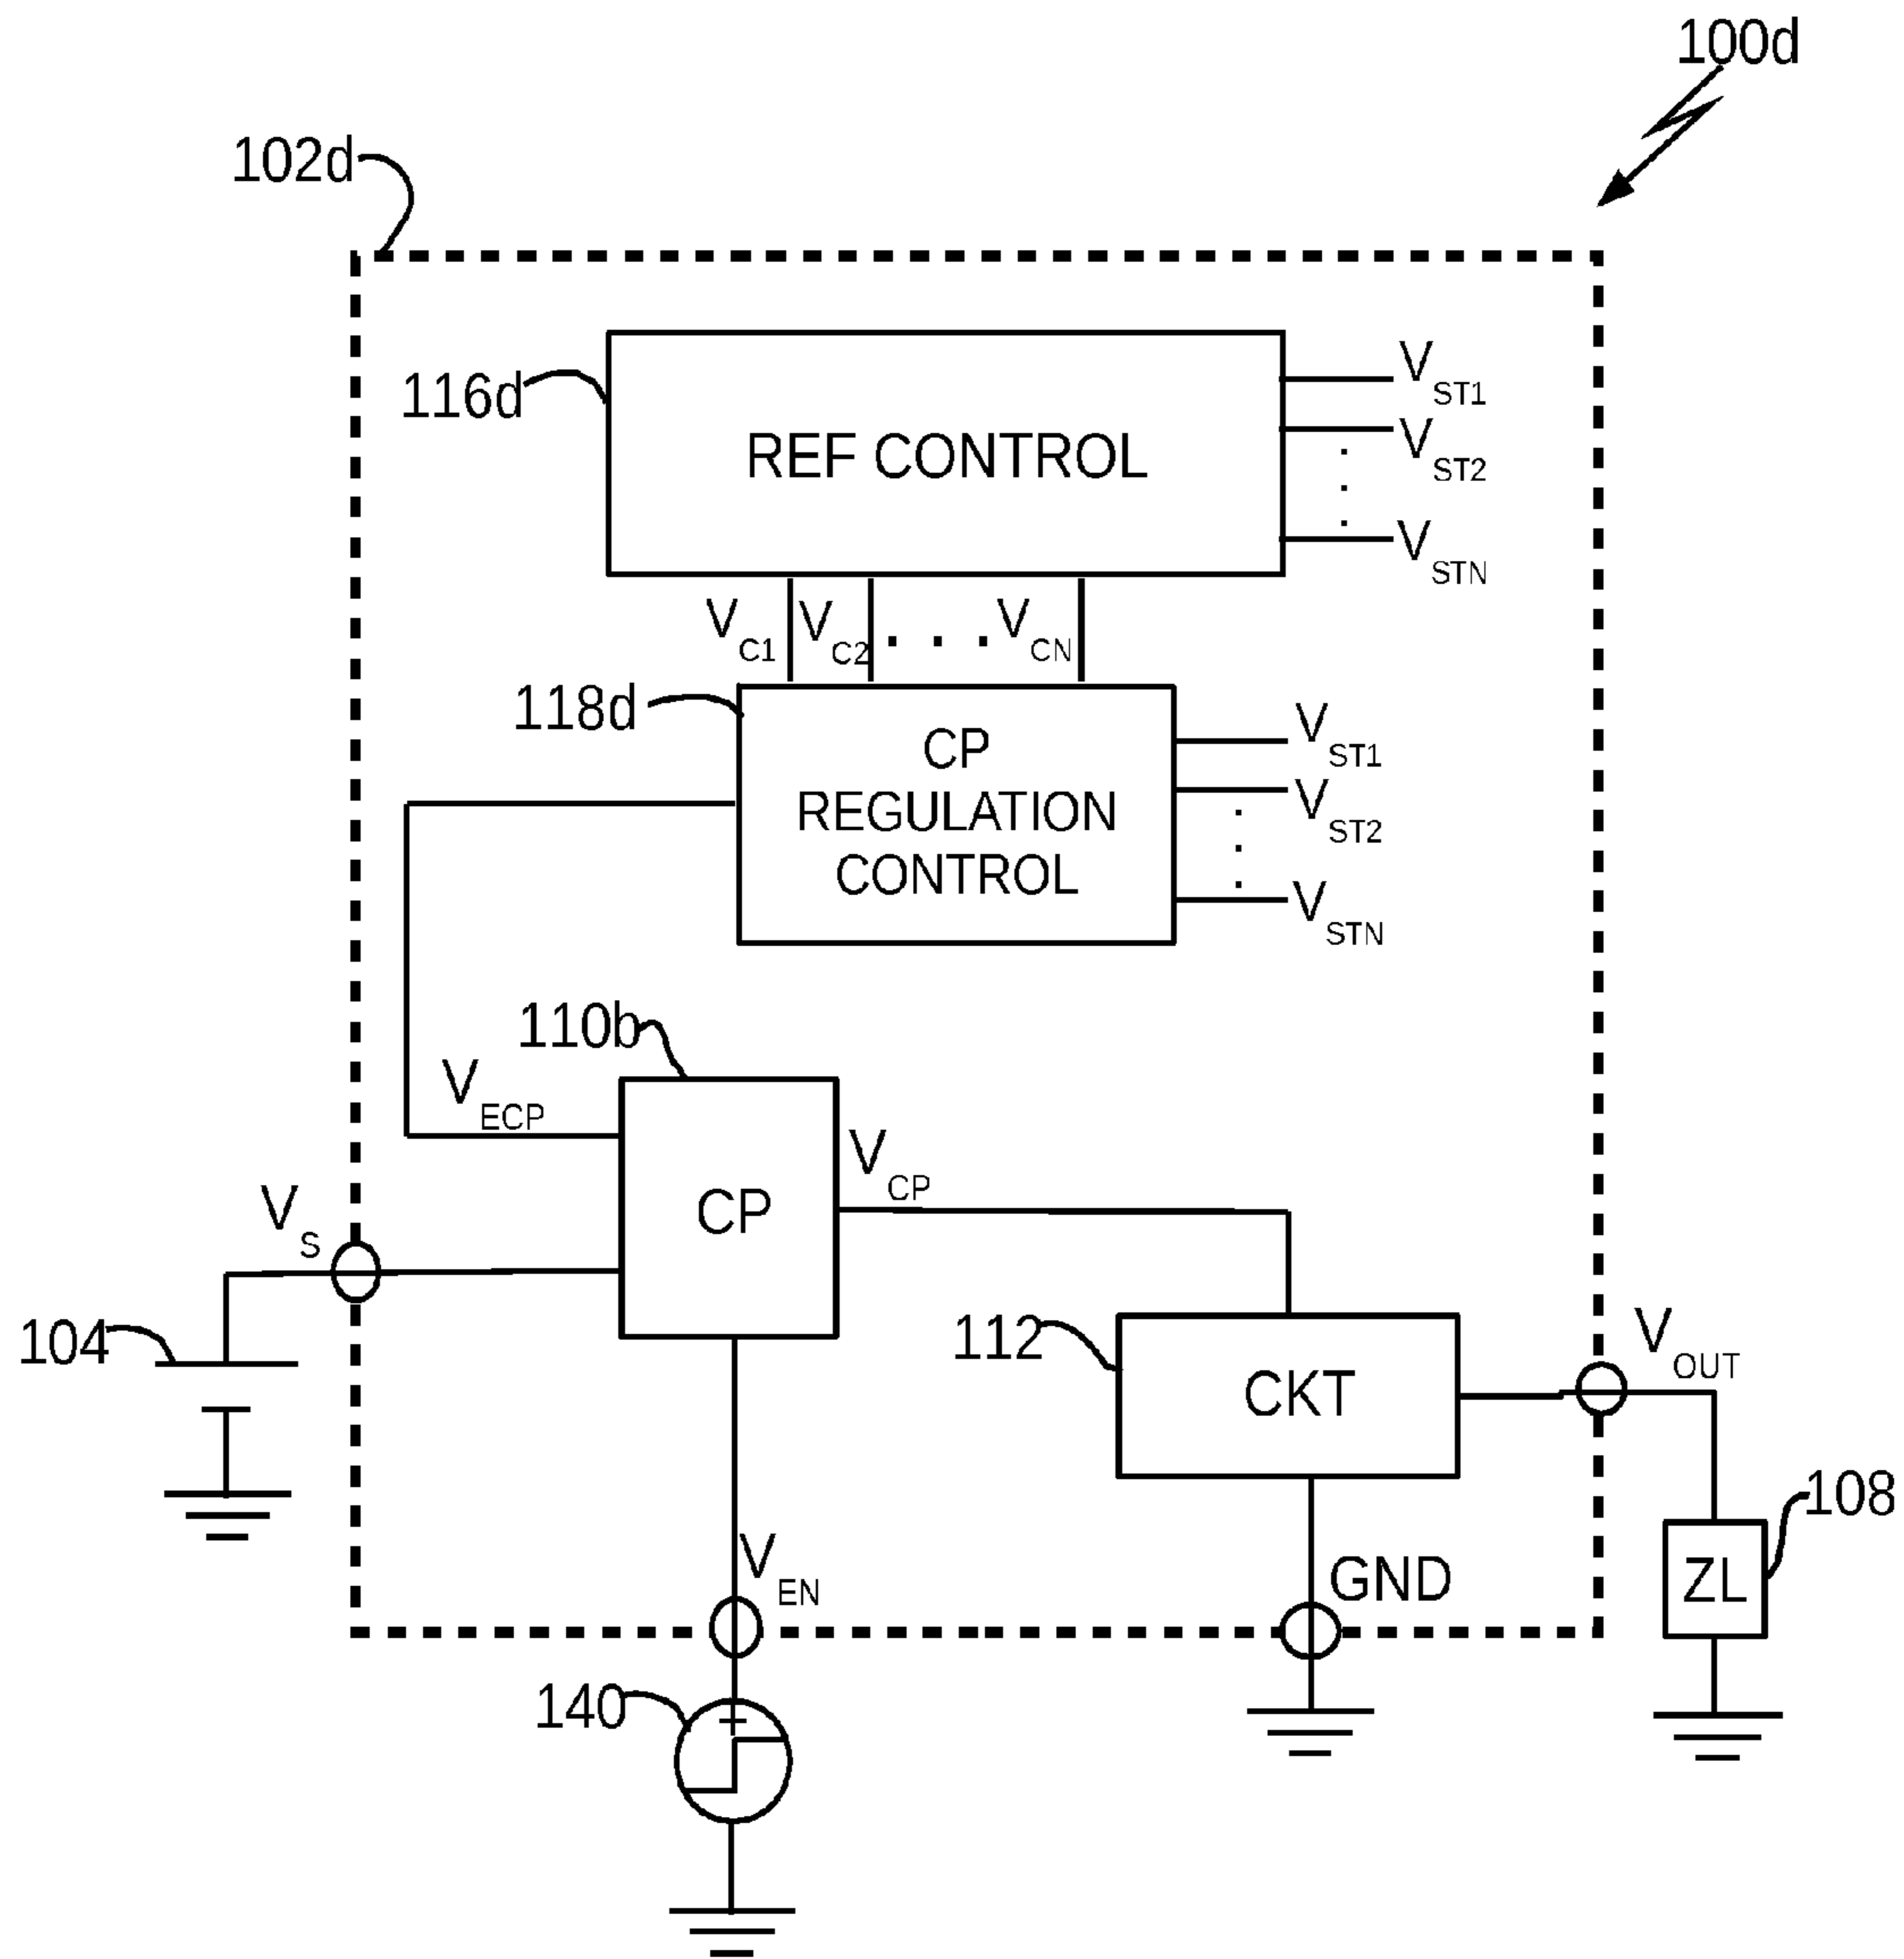 100d
102d
116d
REF CONTROL
VST1
VST2
.
.
.
VSTN
VC1 VC2 . . . VCN
118d
CP
REGULATION
CONTROL
VST1
VST2
.
.
.
VSTN
110b
VECP
CP
VCP
VS
104
112
CKT
VOUT
108
ZL
VEN
GND
140
+